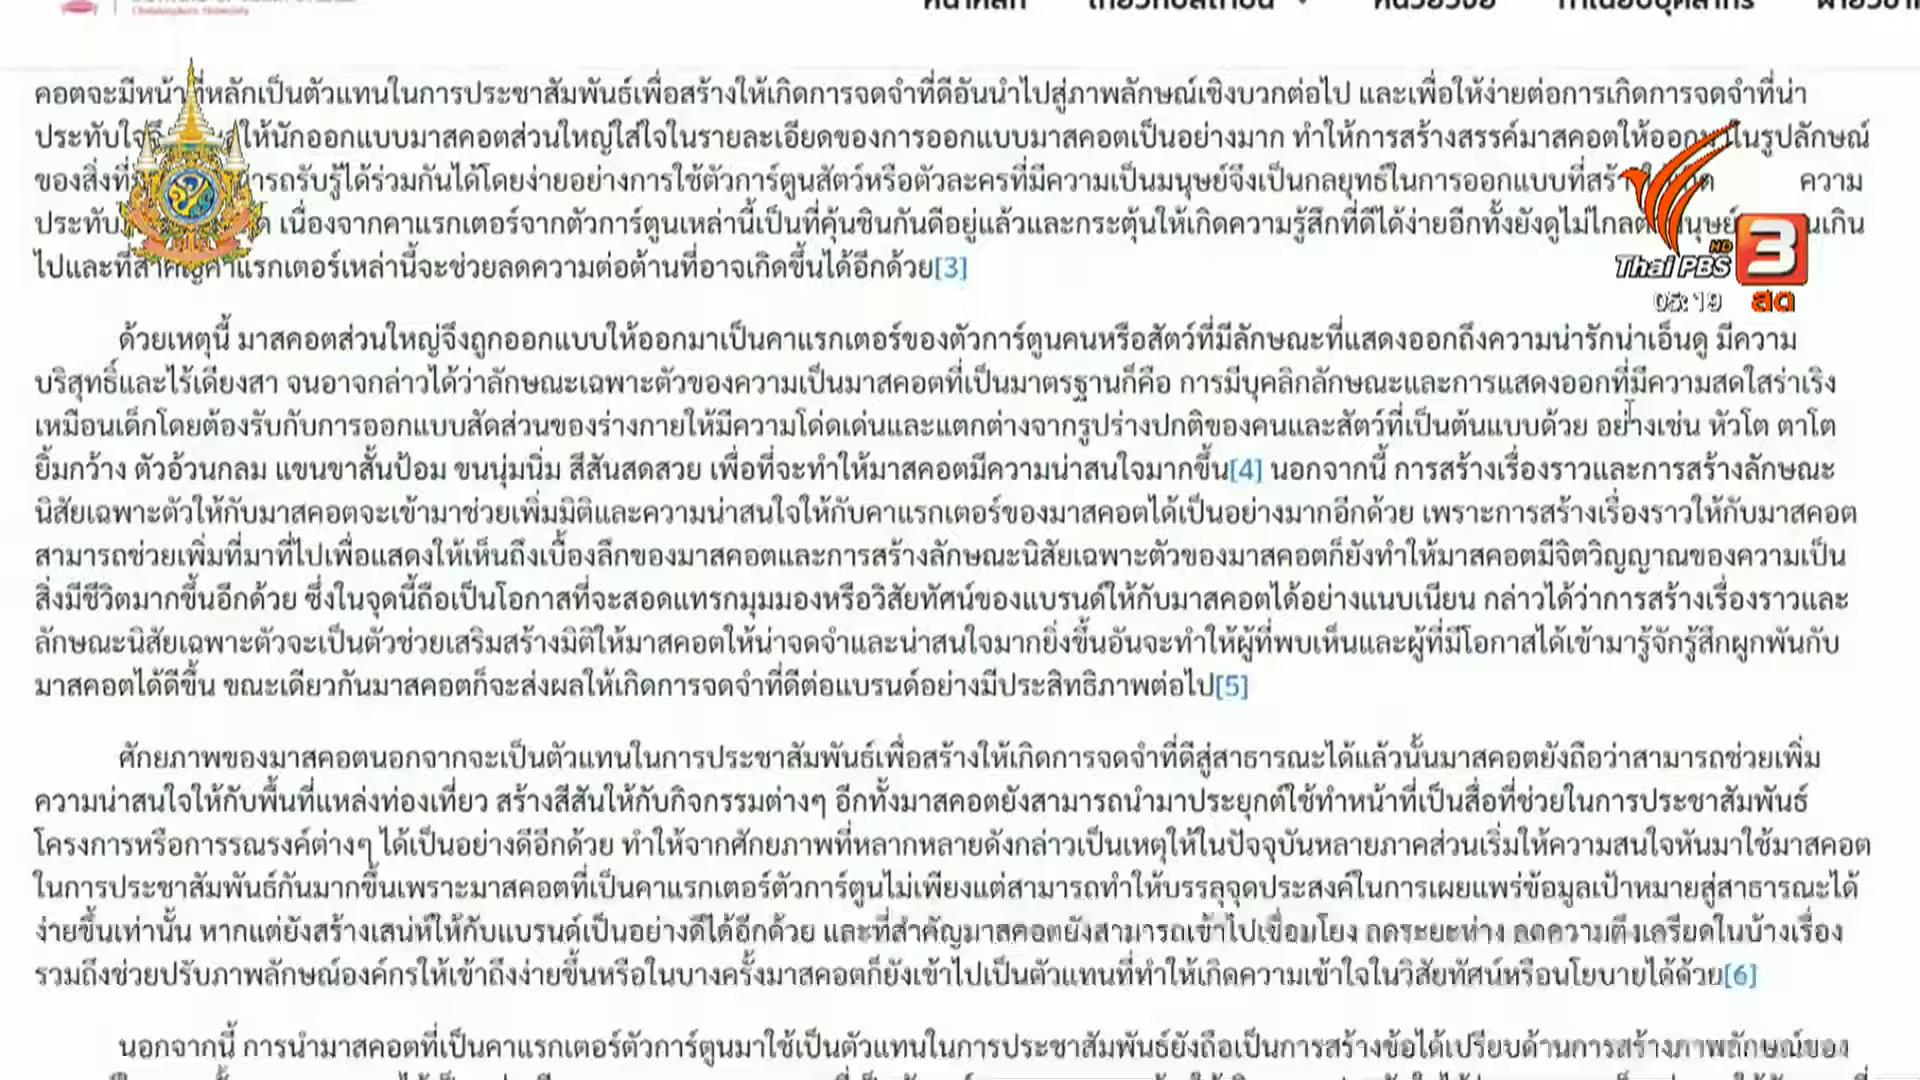 Chulalongkorn University
คอตจะมีหน้าที่หลักเป็นตัวแทนในการประชาสัมพันธ์เพื่อสร้างให้เกิดการจดจำที่ดีอันนำไปสู่ภาพลักษณ์เชิงบวกต่อไป และเพื่อให้ง่ายต่อการเกิดการจดจำที่น่า
ประทับใจ ให้นักออกแบบมาสคอตส่วนใหญ่ใส่ใจในรายละเอียดของการออกแบบมาสคอตเป็นอย่างมาก ทำให้การสร้างสรรค์มาสคอตให้ออก ในรูปลักษณ์
ของสิ่งที่ รถรับรู้ได้ร่วมกันได้โดยง่ายอย่างการใช้ตัวการ์ตูนสัตว์หรือตัวละครที่มีความเป็นมนุษย์จึงเป็นกลยุทธ์ในการออกแบบที่สร้า ความ
ประทับ ด เนื่องจากคาแรกเตอร์จากตัวการ์ตูนเหล่านี้เป็นที่คุ้นชินกันดีอยู่แล้วและกระตุ้นให้เกิดความรู้สึกที่ดีได้ง่ายอีกทั้งยังดูไม่ไกลต นุษย์ นเกิน
ไปและที่สำคัญคาแรกเตอร์เหล่านี้จะช่วยลดความต่อต้านที่อาจเกิดขึ้นได้อีกด้วย[3]
HD
Thai PBS 3
05:19 สด
ด้วยเหตุนี้ มาสคอตส่วนใหญ่จึงถูกออกแบบให้ออกมาเป็นคาแรกเตอร์ของตัวการ์ตูนคนหรือสัตว์ที่มีลักษณะที่แสดงออกถึงความน่ารักน่าเอ็นดู มีความ
บริสุทธิ์และไร้เดียงสา จนอาจกล่าวได้ว่าลักษณะเฉพาะตัวของความเป็นมาสคอตที่เป็นมาตรฐานก็คือ การมีบุคลิกลักษณะและการแสดงออกที่มีความสดใสร่าเริง
เหมือนเด็กโดยต้องรับกับการออกแบบสัดส่วนของร่างกายให้มีความโด่ดเด่นและแตกต่างจากรูปร่างปกติของคนและสัตว์ที่เป็นต้นแบบด้วย อย่างเช่น หัวโต ตาโต
ยิ้มกว้าง ตัวอ้วนกลม แขนขาสั้นป้อม ขนนุ่มนิ่ม สีสันสดสวย เพื่อที่จะทำให้มาสคอตมีความน่าสนใจมากขึ้น[4] นอกจากนี้ การสร้างเรื่องราวและการสร้างลักษณะ
นิสัยเฉพาะตัวให้กับมาสคอตจะเข้ามาช่วยเพิ่มมิติและความน่าสนใจให้กับคาแรกเตอร์ของมาสคอตได้เป็นอย่างมากอีกด้วย เพราะการสร้างเรื่องราวให้กับมาสคอต
สามารถช่วยเพิ่มที่มาที่ไปเพื่อแสดงให้เห็นถึงเบื้องลึกของมาสคอตและการสร้างลักษณะนิสัยเฉพาะตัวของมาสคอตก็ยังทำให้มาสคอตมีจิตวิญญาณของความเป็น
สิ่งมีชีวิตมากขึ้นอีกด้วย ซึ่งในจุดนี้ถือเป็นโอกาสที่จะสอดแทรกมุมมองหรือวิสัยทัศน์ของแบรนด์ให้กับมาสคอตได้อย่างแนบเนียน กล่าวได้ว่าการสร้างเรื่องราวและ
ลักษณะนิสัยเฉพาะตัวจะเป็นตัวช่วยเสริมสร้างมิติให้มาสคอตให้น่าจดจำและน่าสนใจมากยิ่งขึ้นอันจะทำให้ผู้ที่พบเห็นและผู้ที่มีโอกาสได้เข้ามารู้จักรู้สึกผูกพันกับ
มาสคอตได้ดีขึ้น ขณะเดียวกันมาสคอตก็จะส่งผลให้เกิดการจดจำที่ดีต่อแบรนด์อย่างมีประสิทธิภาพต่อไป[5]
ศักยภาพของมาสคอตนอกจากจะเป็นตัวแทนในการประชาสัมพันธ์เพื่อสร้างให้เกิดการจดจำที่ดีสู่สาธารณะได้แล้วนั้นมาสคอตยังถือว่าสามารถช่วยเพิ่ม
ความน่าสนใจให้กับพื้นที่แหล่งท่องเที่ยว สร้างสีสันให้กับกิจกรรมต่างๆ อีกทั้งมาสคอตยังสามารถนำมาประยุกต์ใช้ทำหน้าที่เป็นสื่อที่ช่วยในการประชาสัมพันธ์
โครงการหรือการรณรงค์ต่างๆ ได้เป็นอย่างดีอีกด้วย ทำให้จากศักยภาพที่หลากหลายดังกล่าวเป็นเหตุให้ในปัจจุบันหลายภาคส่วนเริ่มให้ความสนใจหันมาใช้มาสคอต
ในการประชาสัมพันธ์กันมากขึ้นเพราะมาสคอตที่เป็นคาแรกเตอร์ตัวการ์ตูนไม่เพียงแต่สามารถทำให้บรรลุจุดประสงค์ในการเผยแพร่ข้อมูลเป้าหมายสู่สาธารณะได้
ง่ายขึ้นเท่านั้น หากแต่ยังสร้างเสน่ห์ให้กับแบรนด์เป็นอย่างดีได้อีกด้วย และที่สำคัญมาสคอตยังสามารถเข้าไปเชื่อมโยง ลดระยะห่าง ลดความตึงเครียดในบ้างเรื่อง
รวมถึงช่วยปรับภาพลักษณ์องค์กรให้เข้าถึงง่ายขึ้นหรือในบางครั้งมาสคอตก็ยังเข้าไปเป็นตัวแทนที่ทำให้เกิดความเข้าใจในวิสัยทัศน์หรือนโยบายได้ด้วย[6]
นอกจากนี้ การนำมาสคอตที่เป็นคาแรกเตอร์ตัวการ์ตูนมาใช้เป็นตัวแทนในการประชาสัมพันธ์ยังถือเป็นการสร้างข้อได้เปรียบด้านการสร้างภาพลักษณ์ของ